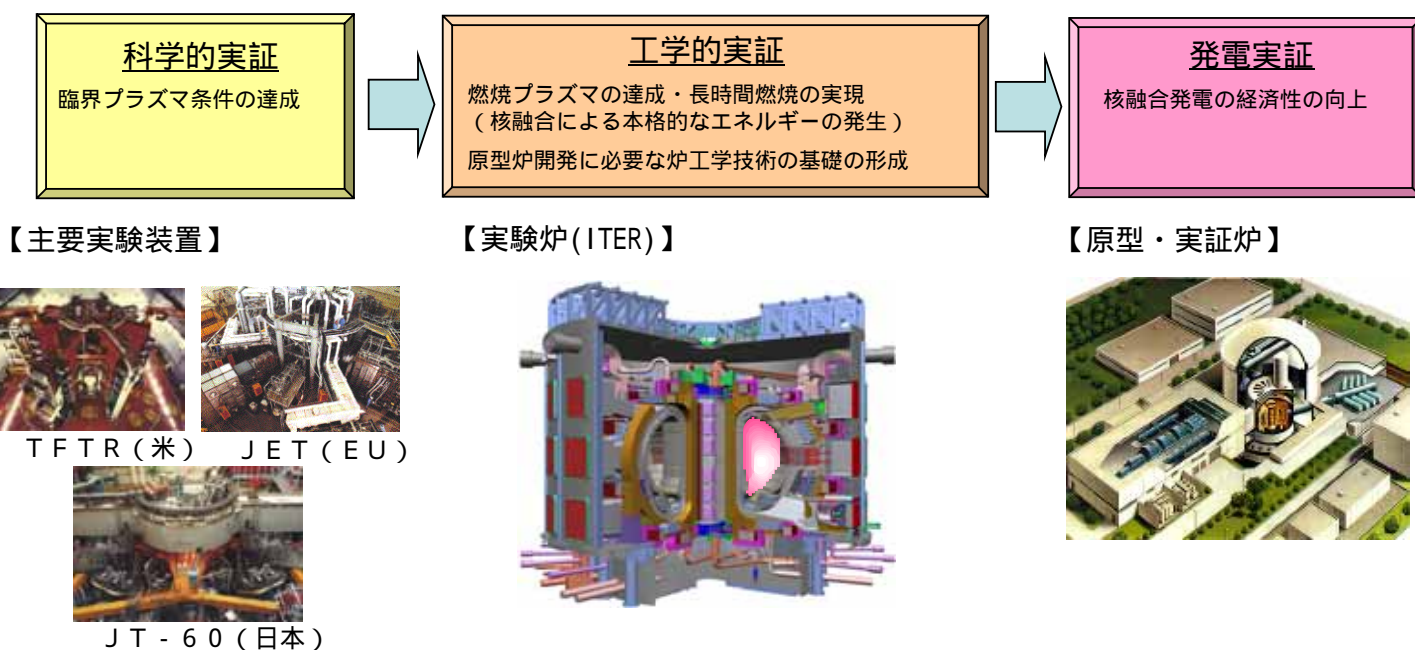 科学的実証
臨界プラズマ条件の達成
工学的実証
燃焼プラズマの達成・長時間燃焼の実現
(核融合による本格的なエネルギーの発生)
原型炉開発に必要な炉工学技術の基礎の形成
発電実証
核融合発電の経済性の向上
【主要実験装置】
【実験炉(ITER)】
【原型・実証炉】
TFTR(米)
JET(EU)
JT-60(日本)